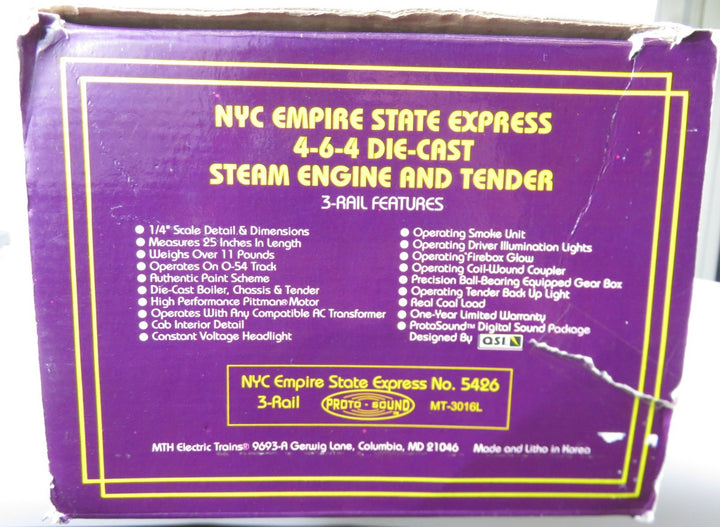 NYC EMPIRE STATE EXPRESS
4-6-4 DIE-CAST
STEAM ENGINE AND TENDER
3-RAIL FEATURES
● 1/4" Scale Detail & Dimensions
● Measures 25 Inches In Length
● Weighs Over 11 Pounds
● Operates On O-54 Track
● Authentic Paint Scheme
● Die-Cast Boiler, Chassis & Tender
● High Performance Pittman® Motor
● Operates With Any Compatible AC Transformer
● Cab Interior Detail
● Constant Voltage Headlight
● Operating Smoke Unit
● Operating Driver Illumination Lights
● Operating Firebox Glow
● Operating Coil-Wound Coupler
● Precision Ball-Bearing Equipped Gear Box
● Operating Tender Back Up Light
● Real Coal Load
● One-Year Limited Warranty
● ProtoSound™ Digital Sound Package
Designed By QSI
NYC Empire State Express No. 5426
3-Rail PROTO-SOUND™ MT-3016L
MTH Electric Trains® 9693-A Gerwig Lane, Columbia, MD 21046 Made and Litho in Korea